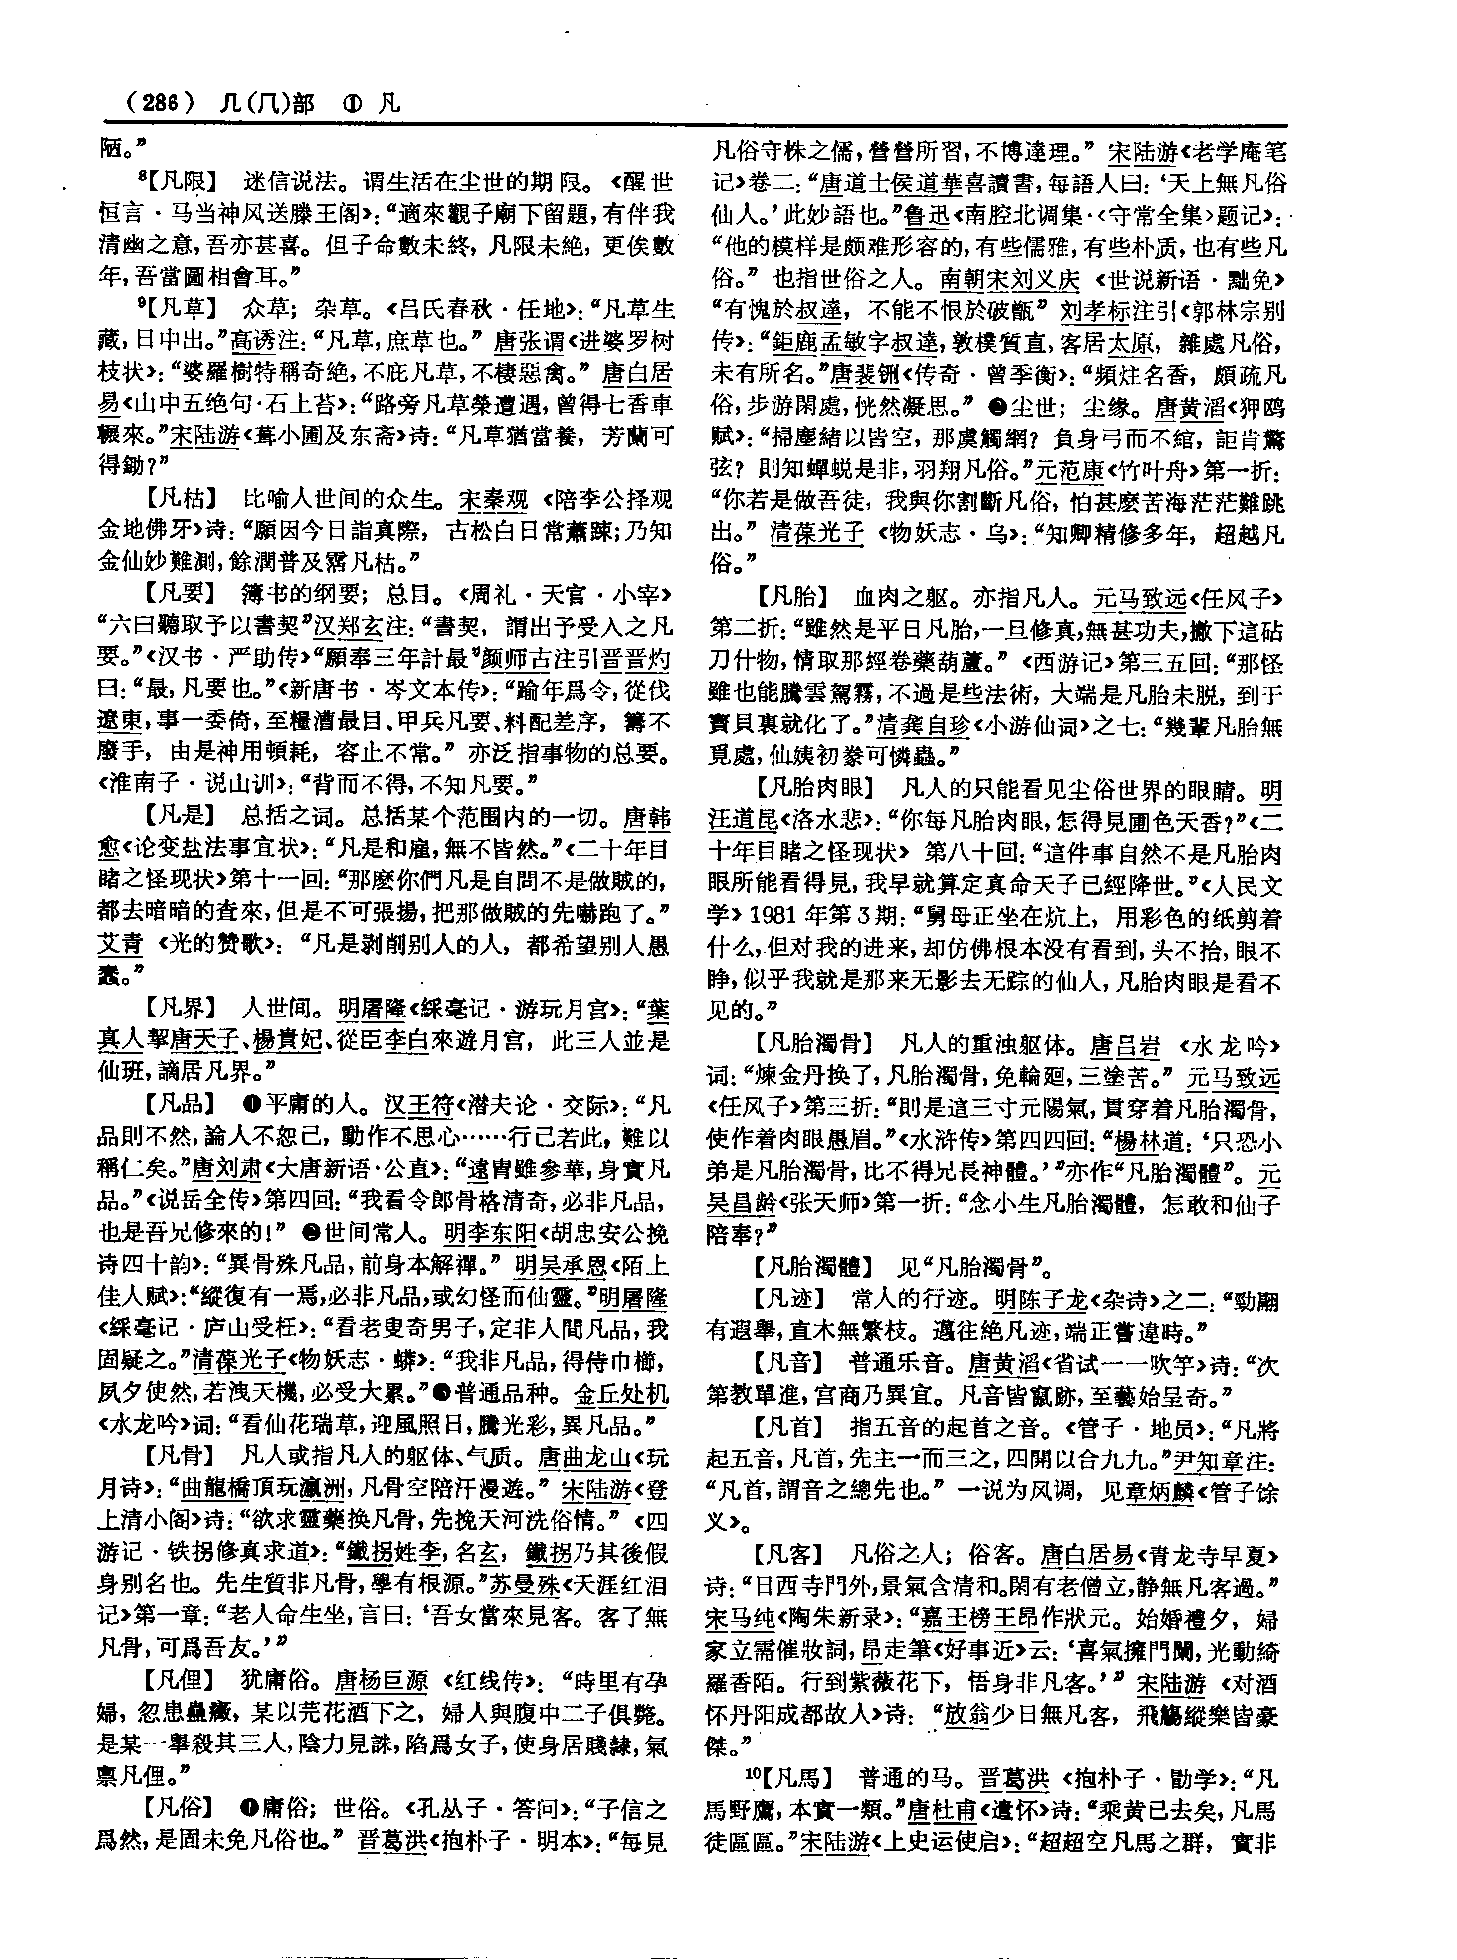 （286） 几(𠘨)部 ① 凡
陋。”
⁸【凡限】 迷信说法。谓生活在尘世的期限。《醒世
恒言·马当神风送滕王阁》：“適來觀子廟下留題，有伴我
清幽之意，吾亦甚喜。但子命數未終，凡限未絶，更俟數
年，吾當圖相會耳。”
⁹【凡草】 众草；杂草。《吕氏春秋·任地》：“凡草生
藏，日中出。”高诱注：“凡草，庶草也。” 唐张谓《进婆罗树
枝状》：“婆羅樹特稱奇絶，不庇凡草，不棲惡禽。” 唐白居
易《山中五绝句·石上苔》：“路旁凡草榮遭遇，曾得七香車
輾來。”宋陆游《葺小圃及东斋》诗：“凡草猶當養，芳蘭可
得鋤？”
【凡枯】 比喻人世间的众生。宋秦观《陪李公择观
金地佛牙》诗：“願因今日詣真際，古松白日常蕭踈；乃知
金仙妙難測，餘潤普及霑凡枯。”
【凡要】 簿书的纲要；总目。《周礼·天官·小宰》
“六曰聽取予以書契”汉郑玄注：“書契，謂出予受入之凡
要。”《汉书·严助传》“願奉三年計最”颜师古注引晋晋灼
曰：“最，凡要也。”《新唐书·岑文本传》：“踰年爲令，從伐
遼東，事一委倚，至糧漕最目、甲兵凡要、料配差序，籌不
廢手，由是神用頓耗，容止不常。” 亦泛指事物的总要。
《淮南子·说山训》：“背而不得，不知凡要。”
【凡是】 总括之词。总括某个范围内的一切。唐韩
愈《论变盐法事宜状》：“凡是和雇，無不皆然。”《二十年目
睹之怪现状》第十一回：“那麽你們凡是自問不是做賊的，
都去暗暗的查來，但是不可張揚，把那做賊的先嚇跑了。”
艾青《光的赞歌》：“凡是剥削别人的人，都希望别人愚
蠢。”
【凡界】 人世间。明屠隆《綵毫记·游玩月宫》：“葉
真人挈唐天子、楊貴妃、從臣李白來遊月宫，此三人並是
仙班，謫居凡界。”
【凡品】 ❶平庸的人。汉王符《潜夫论·交际》：“凡
品則不然，論人不恕己，動作不思心……行己若此，難以
稱仁矣。”唐刘肃《大唐新语·公直》：“遠胄雖參華，身實凡
品。”《说岳全传》第四回：“我看令郎骨格清奇，必非凡品，
也是吾兄修來的！” ❷世间常人。明李东阳《胡忠安公挽
诗四十韵》：“異骨殊凡品，前身本解禪。” 明吴承恩《陌上
佳人赋》：“縱復有一焉，必非凡品，或幻怪而仙靈。”明屠隆
《綵毫记·庐山受枉》：“看老叟奇男子，定非人間凡品，我
固疑之。”清葆光子《物妖志·蟒》：“我非凡品，得侍巾櫛，
夙夕使然，若洩天機，必受大累。”❸普通品种。金丘处机
《水龙吟》词：“看仙花瑞草，迎風照日，騰光彩，異凡品。”
【凡骨】 凡人或指凡人的躯体、气质。唐曲龙山《玩
月诗》：“曲龍橋頂玩瀛洲，凡骨空陪汗漫遊。” 宋陆游《登
上清小阁》诗：“欲求靈藥换凡骨，先挽天河洗俗情。”《四
游记·铁拐修真求道》：“鐵拐姓李，名玄，鐵拐乃其後假
身别名也。先生質非凡骨，學有根源。”苏曼殊《天涯红泪
记》第一章：“老人命生坐，言曰：‘吾女當來見客。客了無
凡骨，可爲吾友。’”
【凡俚】 犹庸俗。唐杨巨源《红线传》：“時里有孕
婦，忽患蠱癥，某以芫花酒下之，婦人與腹中二子俱斃。
是某一舉殺其三人，陰力見誅，陷爲女子，使身居賤隸，氣
禀凡俚。”
【凡俗】 ❶庸俗；世俗。《孔丛子·答问》：“子信之
爲然，是固未免凡俗也。” 晋葛洪《抱朴子·明本》：“每見
凡俗守株之儒，營營所習，不博達理。” 宋陆游《老学庵笔
记》卷二：“唐道士侯道華喜讀書，每語人曰：‘天上無凡俗
仙人。’此妙語也。”鲁迅《南腔北调集·〈守常全集〉题记》：
“他的模样是颇难形容的，有些儒雅，有些朴质，也有些凡
俗。” 也指世俗之人。南朝宋刘义庆《世说新语·黜免》
“有愧於叔達，不能不恨於破甑” 刘孝标注引《郭林宗别
传》：“鉅鹿孟敏字叔達，敦樸質直，客居太原，雜處凡俗，
未有所名。”唐裴铏《传奇·曾季衡》：“頻炷名香，頗疏凡
俗，步游閑處，恍然凝思。” ❷尘世；尘缘。唐黄滔《狎鸥
赋》：“掃塵緒以皆空，那虞觸網？負身弓而不綰，詎肯驚
弦？則知蟬蜕是非，羽翔凡俗。”元范康《竹叶舟》第一折：
“你若是做吾徒，我與你割斷凡俗，怕甚麽苦海茫茫難跳
出。” 清葆光子《物妖志·乌》：“知卿精修多年，超越凡
俗。”
【凡胎】 血肉之躯。亦指凡人。元马致远《任风子》
第二折：“雖然是平日凡胎，一旦修真，無甚功夫，撇下這砧
刀什物，情取那經卷藥葫蘆。”《西游记》第三五回：“那怪
雖也能騰雲駕霧，不過是些法術，大端是凡胎未脱，到于
寶貝裏就化了。”清龚自珍《小游仙词》之七：“幾輩凡胎無
覓處，仙姨初豢可憐蟲。”
【凡胎肉眼】 凡人的只能看见尘俗世界的眼睛。明
汪道昆《洛水悲》：“你每凡胎肉眼，怎得見國色天香？”《二
十年目睹之怪现状》第八十回：“這件事自然不是凡胎肉
眼所能看得見，我早就算定真命天子已經降世。”《人民文
学》1981年第3期：“舅母正坐在炕上，用彩色的纸剪着
什么，但对我的进来，却仿佛根本没有看到，头不抬，眼不
睁，似乎我就是那来无影去无踪的仙人，凡胎肉眼是看不
见的。”
【凡胎濁骨】 凡人的重浊躯体。唐吕岩《水龙吟》
词：“煉金丹换了，凡胎濁骨，免輪廻，三塗苦。” 元马致远
《任风子》第三折：“則是這三寸元陽氣，貫穿着凡胎濁骨，
使作着肉眼愚眉。”《水浒传》第四四回：“楊林道：‘只恐小
弟是凡胎濁骨，比不得兄長神體。’”亦作“凡胎濁體”。元
吴昌龄《张天师》第一折：“念小生凡胎濁體，怎敢和仙子
陪奉？”
【凡胎濁體】 见“凡胎濁骨”。
【凡迹】 常人的行迹。明陈子龙《杂诗》之二：“勁翮
有遐舉，直木無繁枝。邁往絶凡迹，端正嘗違時。”
【凡音】 普通乐音。唐黄滔《省试一一吹竽》诗：“次
第教單進，宫商乃異宜。凡音皆竄跡，至藝始呈奇。”
【凡首】 指五音的起首之音。《管子·地员》：“凡將
起五音，凡首，先主一而三之，四開以合九九。”尹知章注：
“凡首，謂音之總先也。” 一说为风调，见章炳麟《管子馀
义》。
【凡客】 凡俗之人；俗客。唐白居易《青龙寺早夏》
诗：“日西寺門外，景氣含清和。閑有老僧立，静無凡客過。”
宋马纯《陶朱新录》：“嘉王榜王昂作狀元。始婚禮夕，婦
家立需催妝詞，昂走筆《好事近》云：‘喜氣擁門闌，光動綺
羅香陌。行到紫薇花下，悟身非凡客。’” 宋陆游《对酒
怀丹阳成都故人》诗：“放翁少日無凡客，飛觴縱樂皆豪
傑。”
¹⁰【凡馬】 普通的马。晋葛洪《抱朴子·勖学》：“凡
馬野鷹，本實一類。”唐杜甫《遣怀》诗：“乘黄已去矣，凡馬
徒區區。”宋陆游《上史运使启》：“超超空凡馬之群，實非